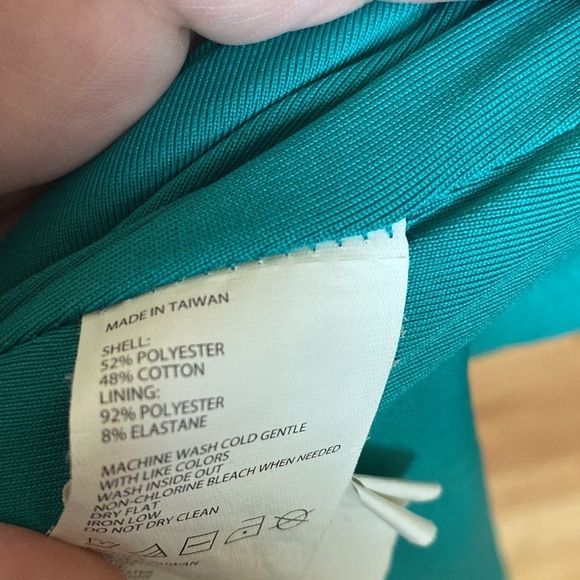 MADE IN TAIWAN
SHELL:
52% POLYESTER
48% COTTON
LINING:
92% POLYESTER
8% ELASTANE
MACHINE WASH COLD GENTLE
WITH LIKE COLORS
WASH INSIDE OUT
NON-CHLORINE BLEACH WHEN NEEDED
DRY FLAT
IRON LOW
DO NOT DRY CLEAN
TAIWAN